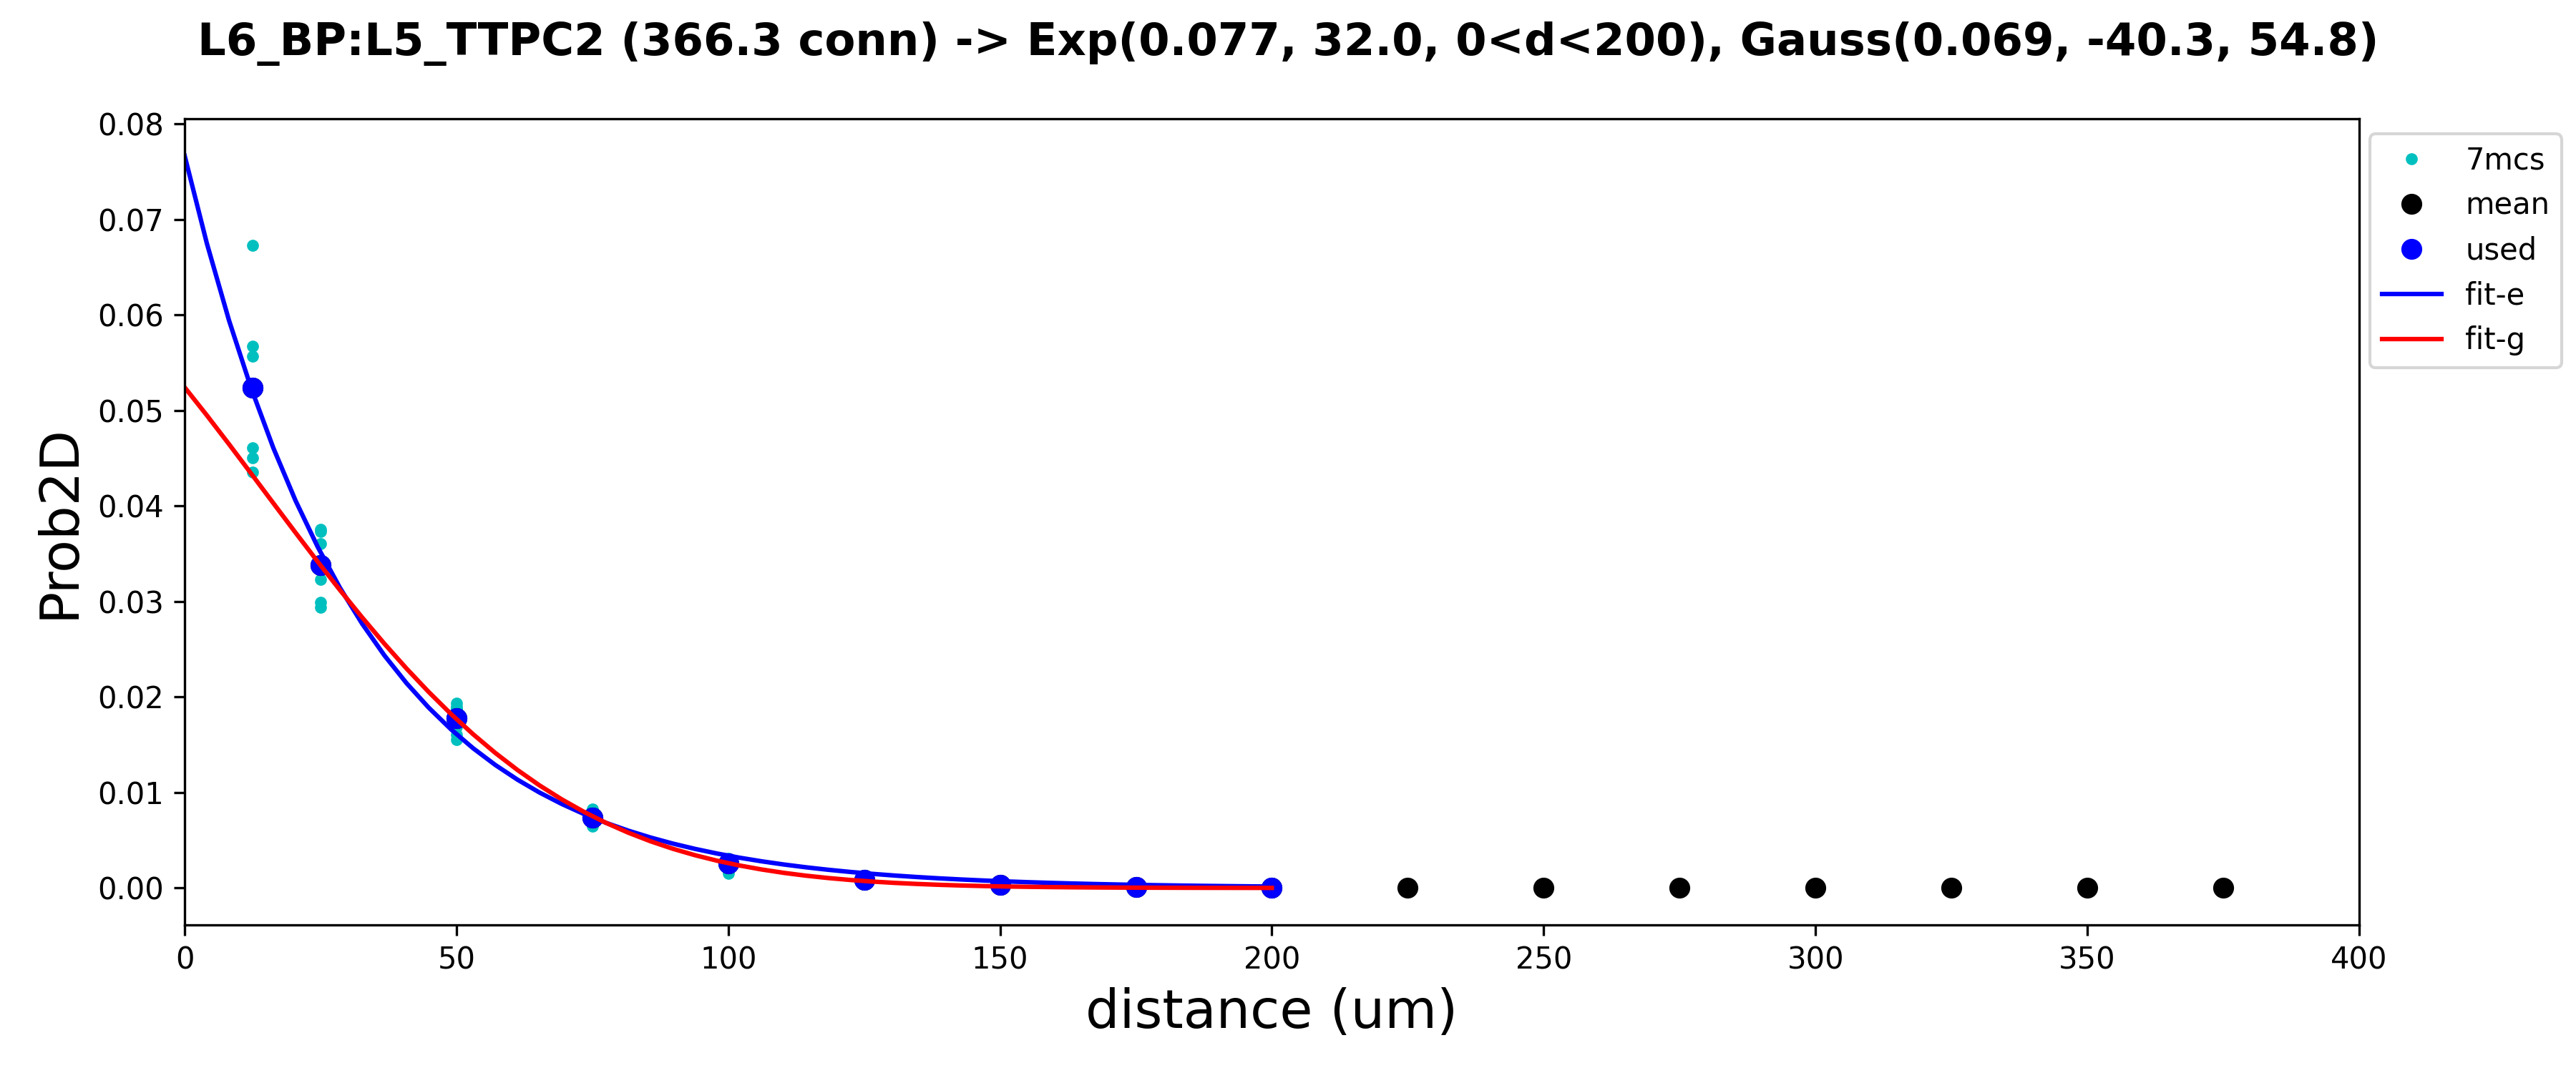 L6_BP:L5_TTPC2 (366.3 conn) -> Exp(0.077, 32.0, 0<d<200), Gauss(0.069, -40.3, 54.8)
0.08
0.07
0.06
0.05
0.04
0.03
0.02
0.01
0.00
Prob2D
0 50 100 150 200 250 300 350 400
distance (um)
7mcs
mean
used
fit-e
fit-g